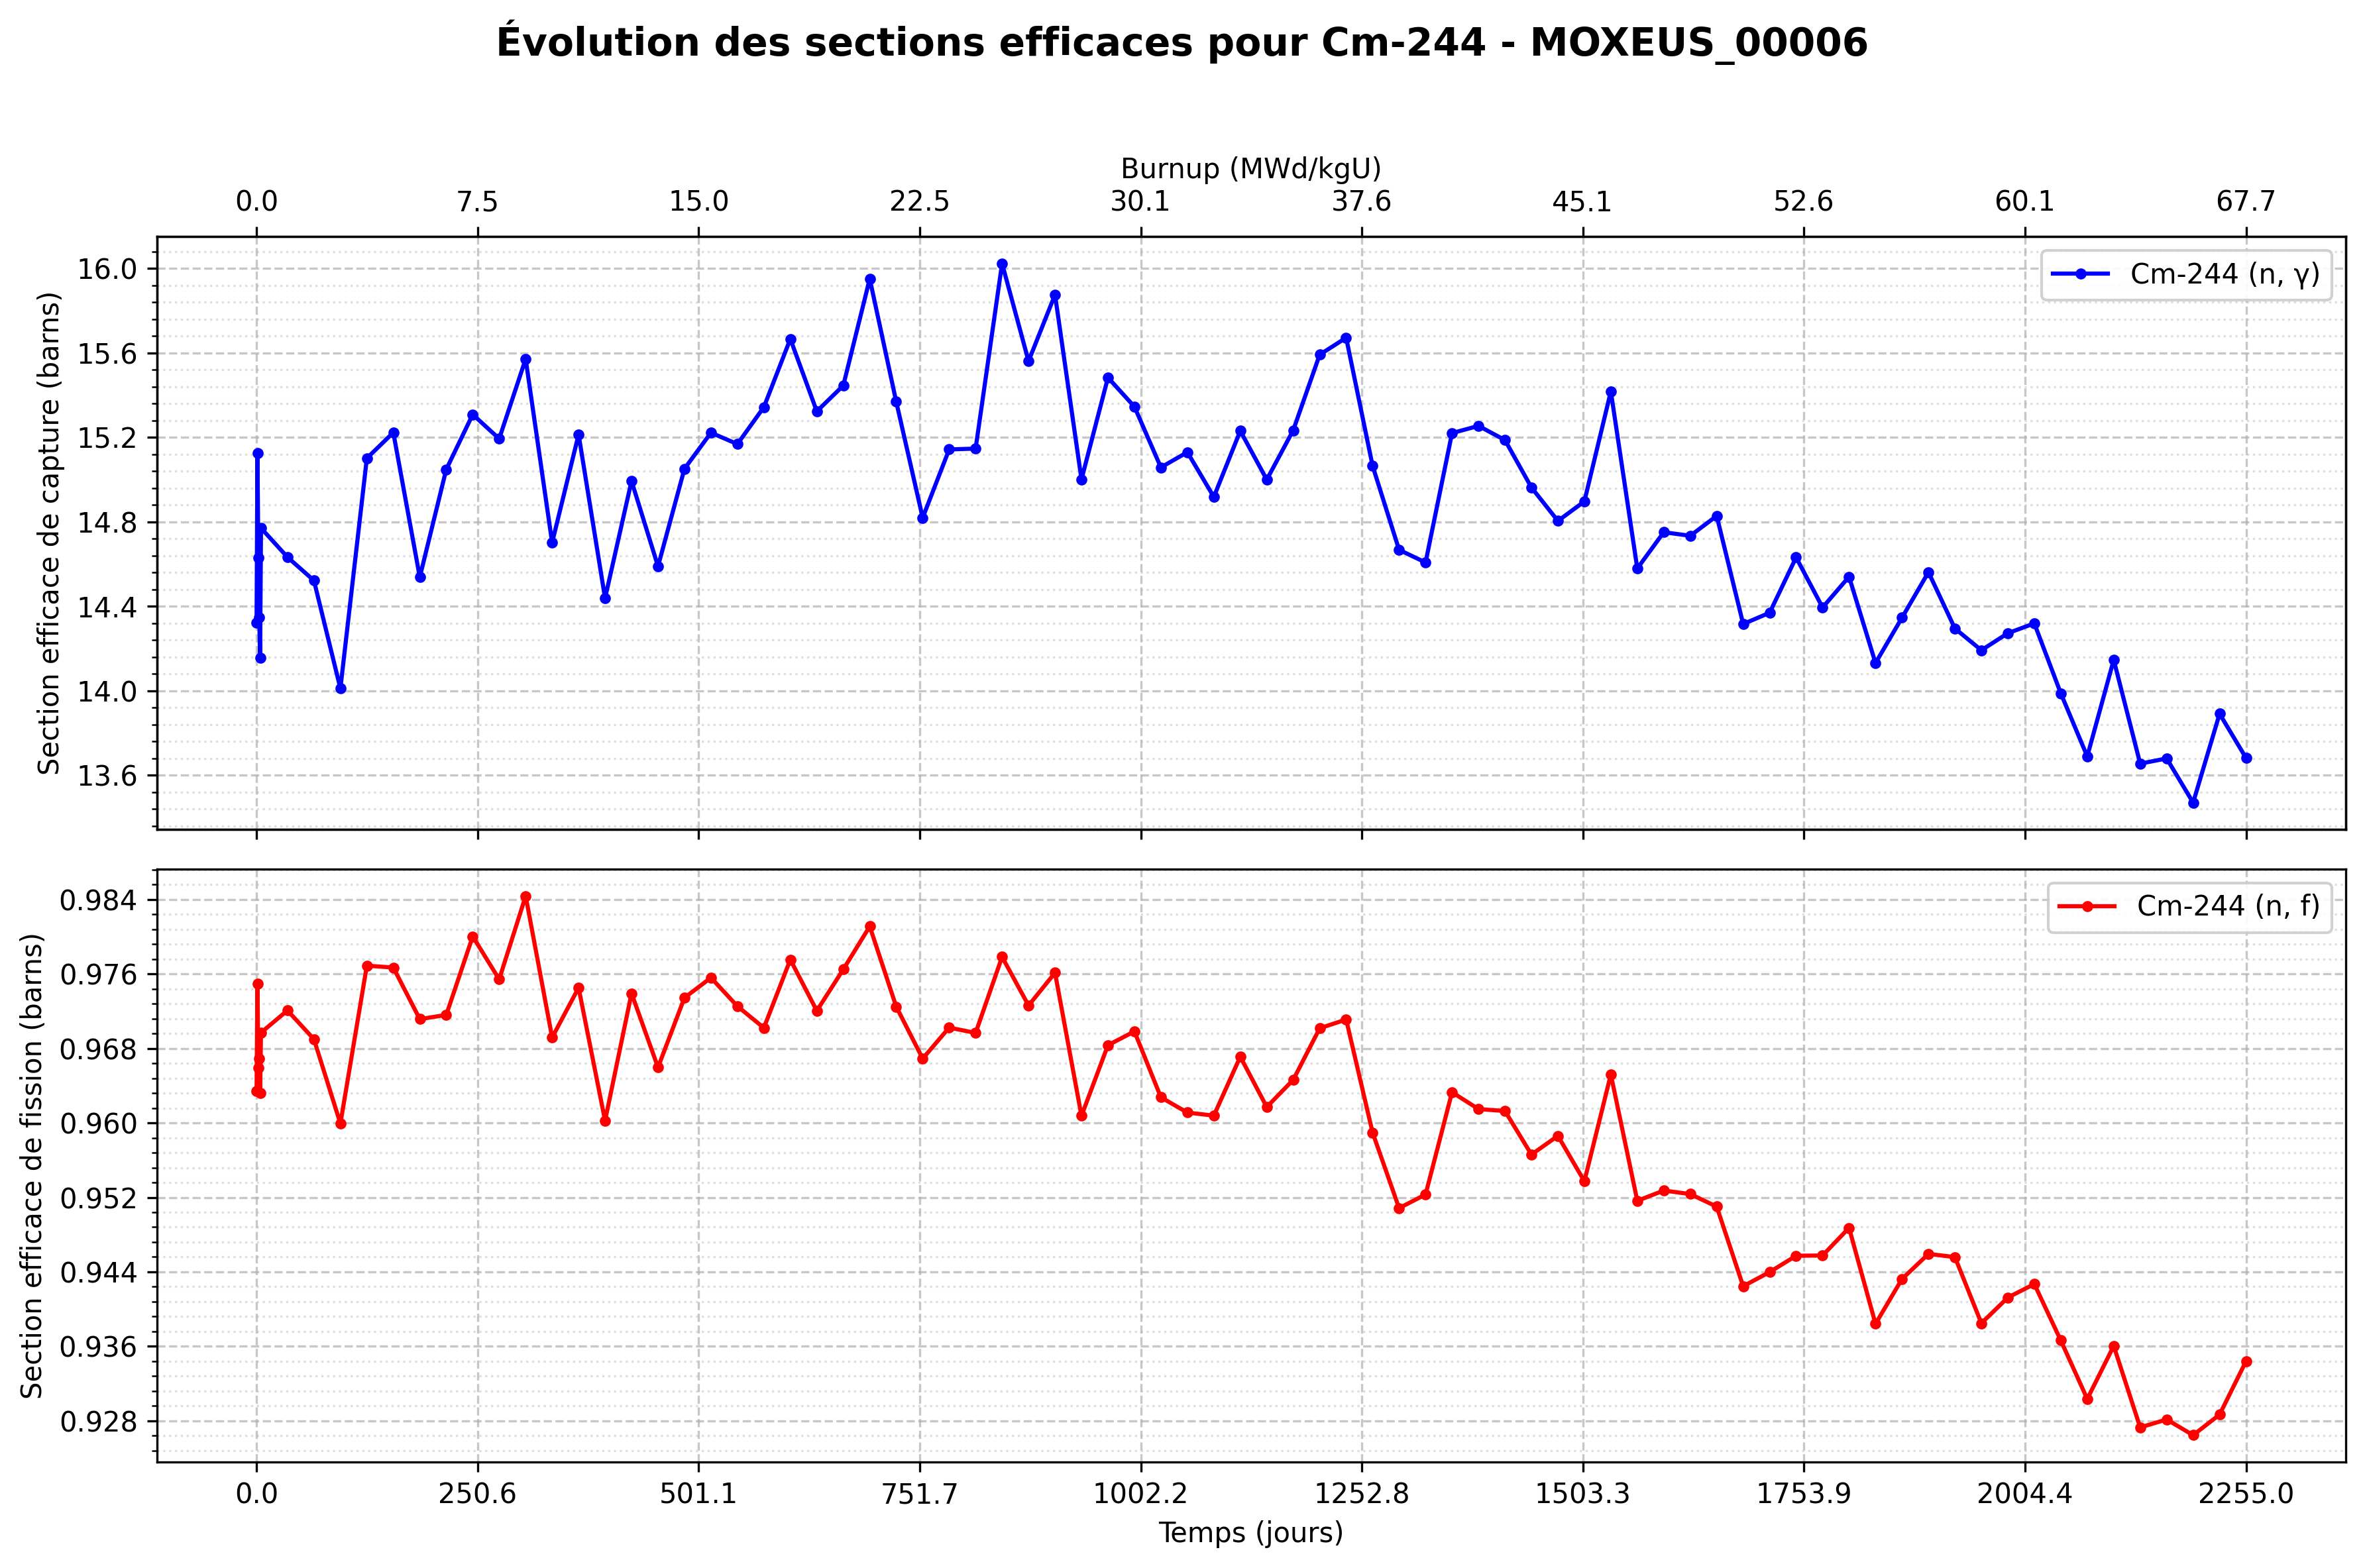 Évolution des sections efficaces pour Cm-244 - MOXEUS_00006
Burnup (MWd/kgU)
0.0 7.5 15.0 22.5 30.1 37.6 45.1 52.6 60.1 67.7
Section efficace de capture (barns)
16.0
15.6
15.2
14.8
14.4
14.0
13.6
Cm-244 (n, γ)
Section efficace de fission (barns)
0.984
0.976
0.968
0.960
0.952
0.944
0.936
0.928
Cm-244 (n, f)
0.0 250.6 501.1 751.7 1002.2 1252.8 1503.3 1753.9 2004.4 2255.0
Temps (jours)